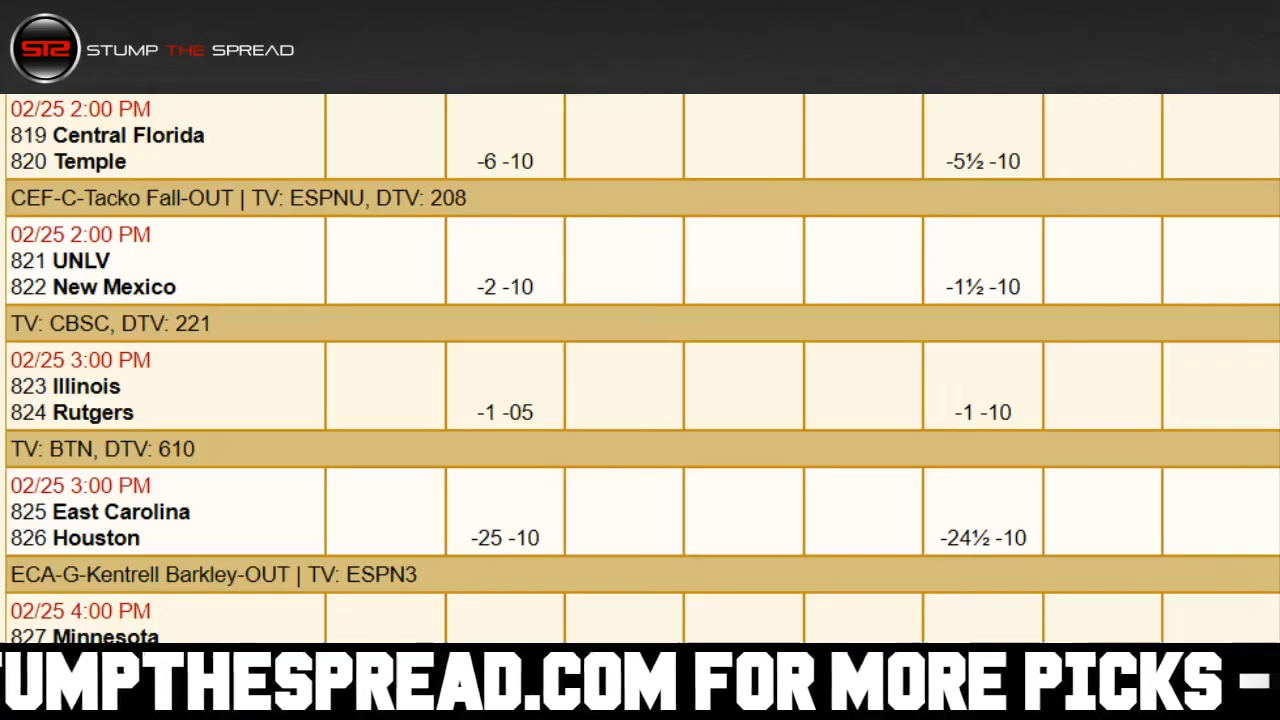 STS STUMP THE SPREAD
02/25 2:00 PM
819 Central Florida
820 Temple -6 -10 -5½ -10
CEF-C-Tacko Fall-OUT | TV: ESPNU, DTV: 208
02/25 2:00 PM
821 UNLV
822 New Mexico -2 -10 -1½ -10
TV: CBSC, DTV: 221
02/25 3:00 PM
823 Illinois
824 Rutgers -1 -05 -1 -10
TV: BTN, DTV: 610
02/25 3:00 PM
825 East Carolina
826 Houston -25 -10 -24½ -10
ECA-G-Kentrell Barkley-OUT | TV: ESPN3
02/25 4:00 PM
827 Minnesota
TUMPTHESPREAD.COM FOR MORE PICKS -